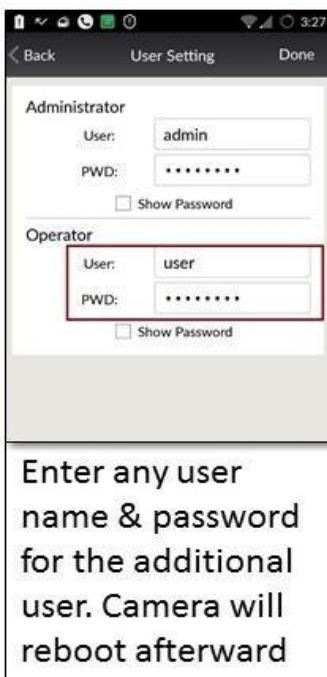 3:27
Back User Setting Done
Administrator
User: admin
PWD: ••••••••
Show Password
Operator
User: user
PWD: ••••••••
Show Password
Enter any user
name & password
for the additional
user. Camera will
reboot afterward